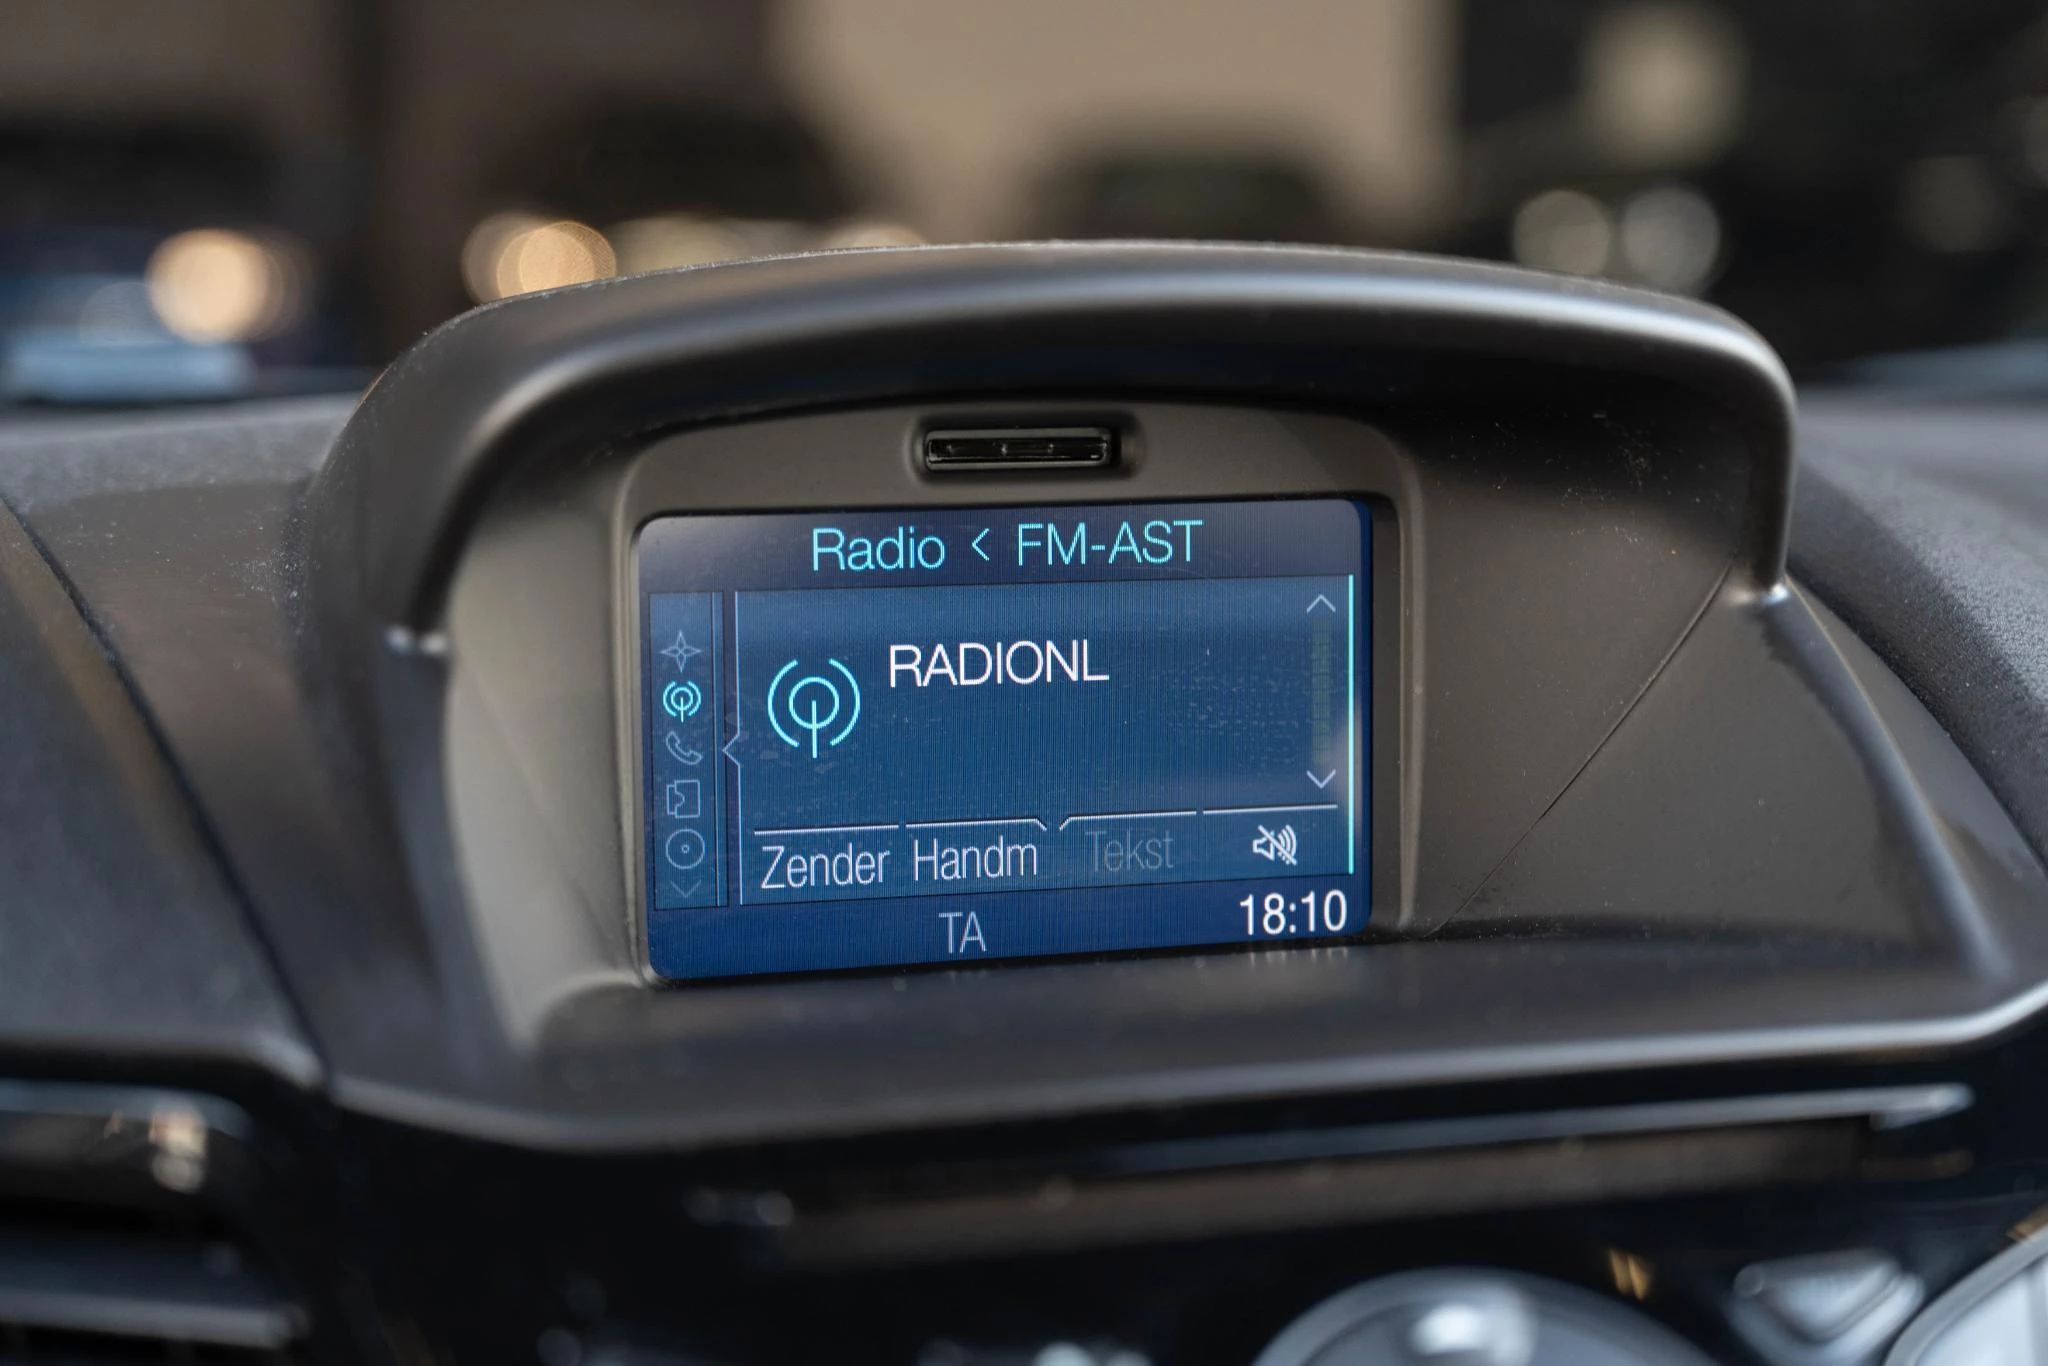 Radio < FM-AST
RADIONL
Zender Handm Tekst
TA 18:10